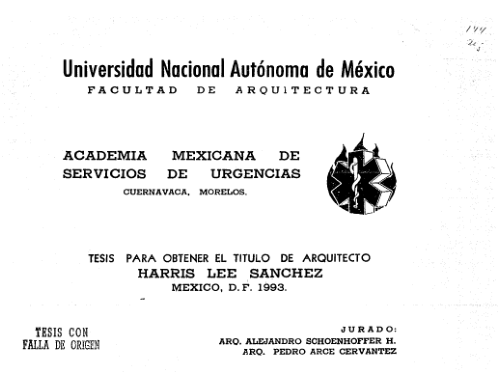 144
Universidad Nacional Autónoma de México
FACULTAD DE ARQUITECTURA
ACADEMIA MEXICANA DE
SERVICIOS DE URGENCIAS
CUERNAVACA, MORELOS.
TESIS PARA OBTENER EL TITULO DE ARQUITECTO
HARRIS LEE SANCHEZ
MEXICO, D.F. 1993.
TESIS CON
FALLA DE ORIGEN
JURADO:
ARQ. ALEJANDRO SCHOENHOFFER H.
ARQ. PEDRO ARCE CERVANTEZ